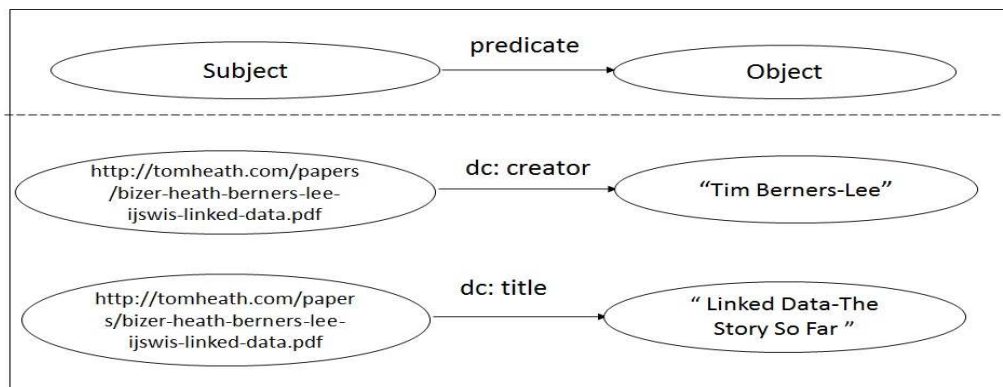 predicate
Subject
Object
http://tomheath.com/papers
/bizer-heath-berners-lee-
ijswis-linked-data.pdf
dc: creator
“Tim Berners-Lee”
http://tomheath.com/paper
s/bizer-heath-berners-lee-
ijswis-linked-data.pdf
dc: title
“ Linked Data-The
Story So Far ”